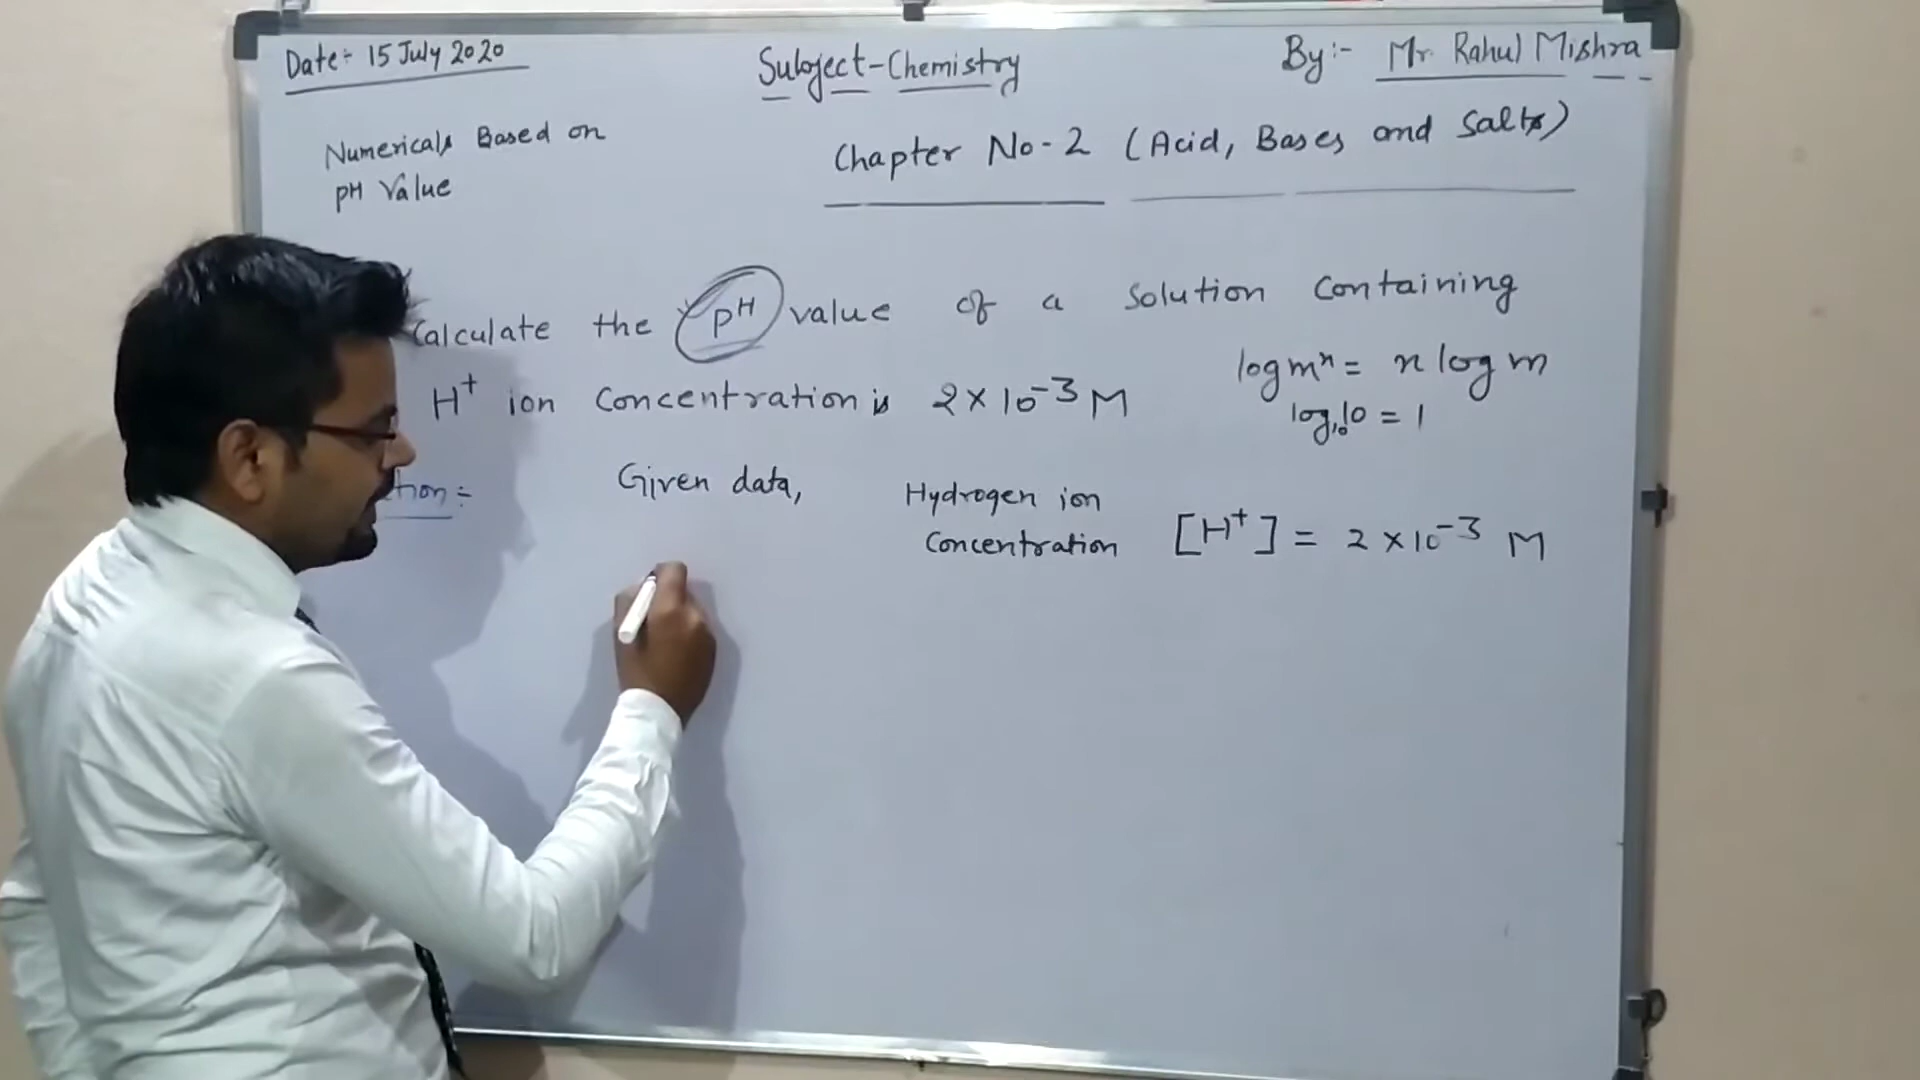 Date:- 15 July 2020
Subject-Chemistry
By:- Mr. Rahul Mishra
Numericals Based on
pH Value
Chapter No-2 (Acid, Bases and Salts)
Calculate the pH value of a solution containing
H⁺ ion concentration is 2×10⁻³ M
log mⁿ = n log m
log₁₀10 = 1
Given data,
Hydrogen ion
Concentration [H⁺] = 2×10⁻³ M